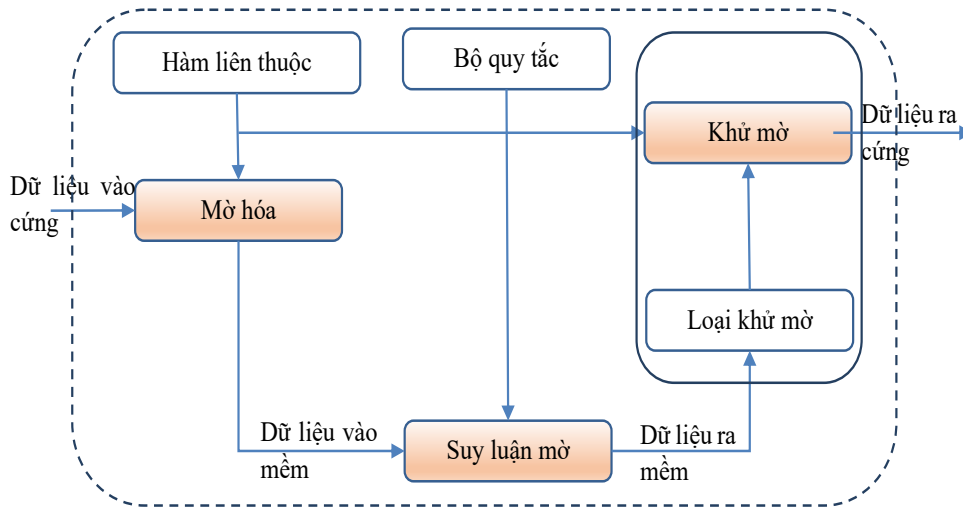 Hàm liên thuộc
Bộ quy tắc
Khử mờ
Dữ liệu ra
cứng
Dữ liệu vào
cứng
Mờ hóa
Loại khử mờ
Dữ liệu vào
mềm
Suy luận mờ
Dữ liệu ra
mềm